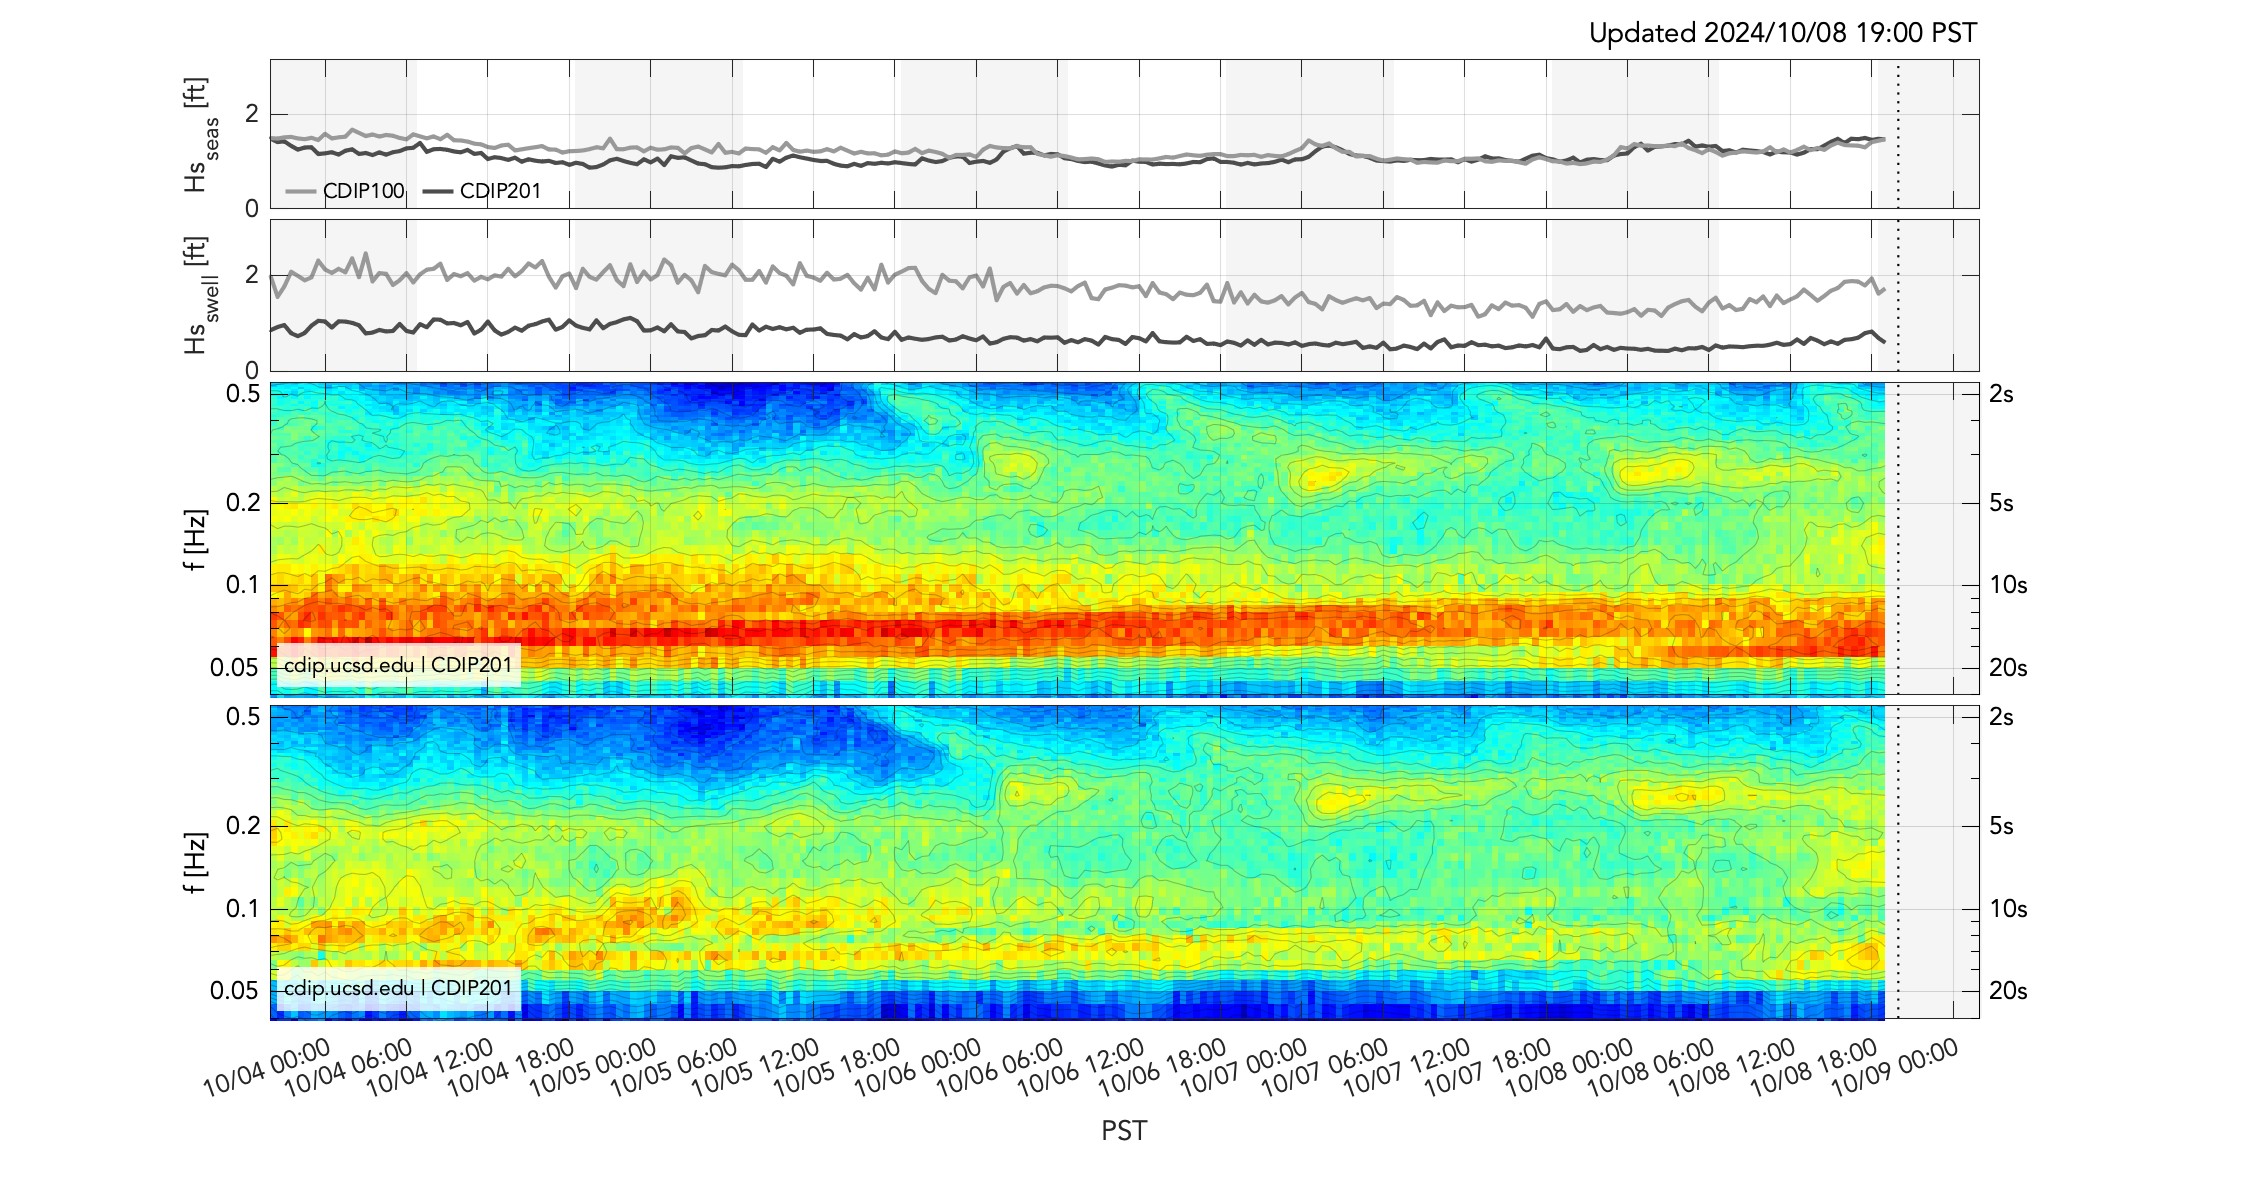 Updated 2024/10/08 19:00 PST
Hs seas [ft]
2
0
CDIP100 CDIP201
Hs swell [ft]
2
0
f [Hz]
0.5
0.2
0.1
0.05
2s
5s
10s
20s
cdip.ucsd.edu | CDIP201
f [Hz]
0.5
0.2
0.1
0.05
2s
5s
10s
20s
cdip.ucsd.edu | CDIP201
10/04 00:00
10/04 06:00
10/04 12:00
10/04 18:00
10/05 00:00
10/05 06:00
10/05 12:00
10/05 18:00
10/06 00:00
10/06 06:00
10/06 12:00
10/06 18:00
10/07 00:00
10/07 06:00
10/07 12:00
10/07 18:00
10/08 00:00
10/08 06:00
10/08 12:00
10/08 18:00
10/09 00:00
PST